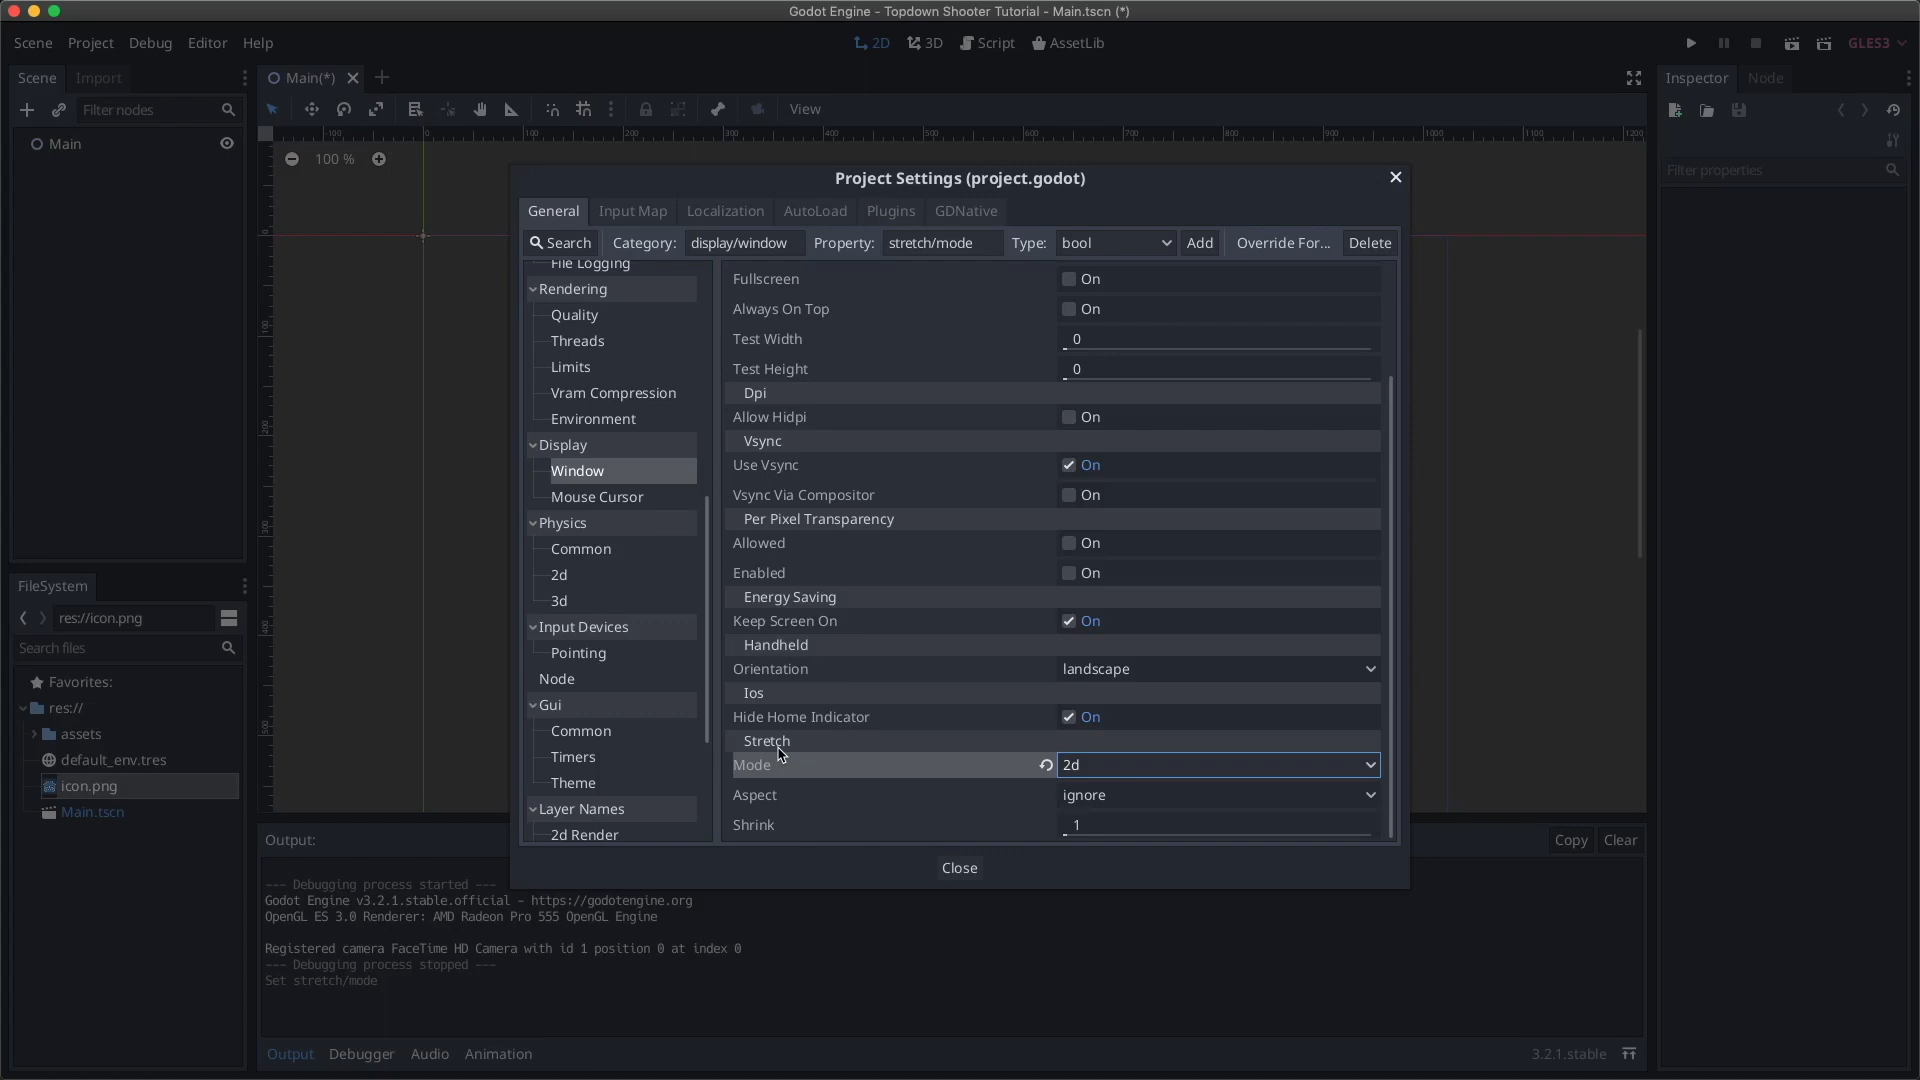 Godot Engine - Topdown Shooter Tutorial - Main.tscn (*)
Scene Project Debug Editor Help
2D 3D Script AssetLib
GLES3
Scene Import
Main(*)
Inspector Node
Filter nodes
View
Main
100 %
Filter properties
Project Settings (project.godot)
General Input Map Localization AutoLoad Plugins GDNative
Search Category: display/window Property: stretch/mode Type: bool Add Override For... Delete
File Logging
Rendering
Quality
Threads
Limits
Vram Compression
Environment
Display
Window
Mouse Cursor
Physics
Common
2d
3d
Input Devices
Pointing
Node
Gui
Common
Timers
Theme
Layer Names
2d Render
Fullscreen On
Always On Top On
Test Width 0
Test Height 0
Dpi
Allow Hidpi On
Vsync
Use Vsync On
Vsync Via Compositor On
Per Pixel Transparency
Allowed On
Enabled On
Energy Saving
Keep Screen On On
Handheld
Orientation landscape
Ios
Hide Home Indicator On
Stretch
Mode 2d
Aspect ignore
Shrink 1
Close
FileSystem
res://icon.png
Search files
Favorites:
res://
assets
default_env.tres
icon.png
Main.tscn
Output: Copy Clear
--- Debugging process started ---
Godot Engine v3.2.1.stable.official - https://godotengine.org
OpenGL ES 3.0 Renderer: AMD Radeon Pro 555 OpenGL Engine
Registered camera FaceTime HD Camera with id 1 position 0 at index 0
--- Debugging process stopped ---
Set stretch/mode
Output Debugger Audio Animation
3.2.1.stable